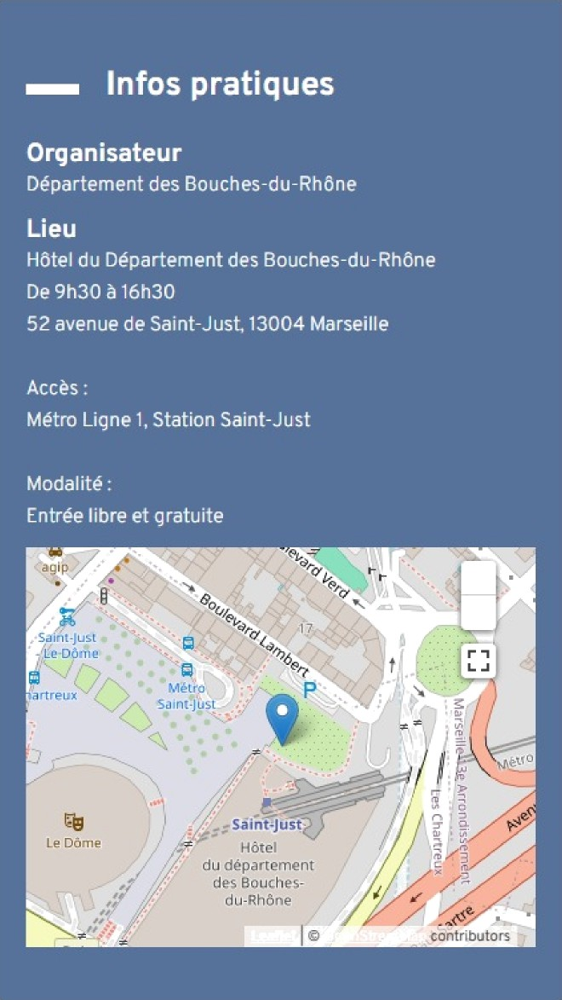 Infos pratiques
Organisateur
Département des Bouches-du-Rhône
Lieu
Hôtel du Département des Bouches-du-Rhône
De 9h30 à 16h30
52 avenue de Saint-Just, 13004 Marseille
Accès :
Métro Ligne 1, Station Saint-Just
Modalité :
Entrée libre et gratuite
agip
levard Verd
Boulevard Lambert
17
Saint-Just
- Le Dôme
hartreux
Métro
Saint-Just
P
Marseille 13e Arrondissement
Les Chartreux
Métro
Avenu
Le Dôme
Saint-Just
Hôtel
du département
des Bouches-
du-Rhône
Sartre
Leaflet | © OpenStreetMap contributors